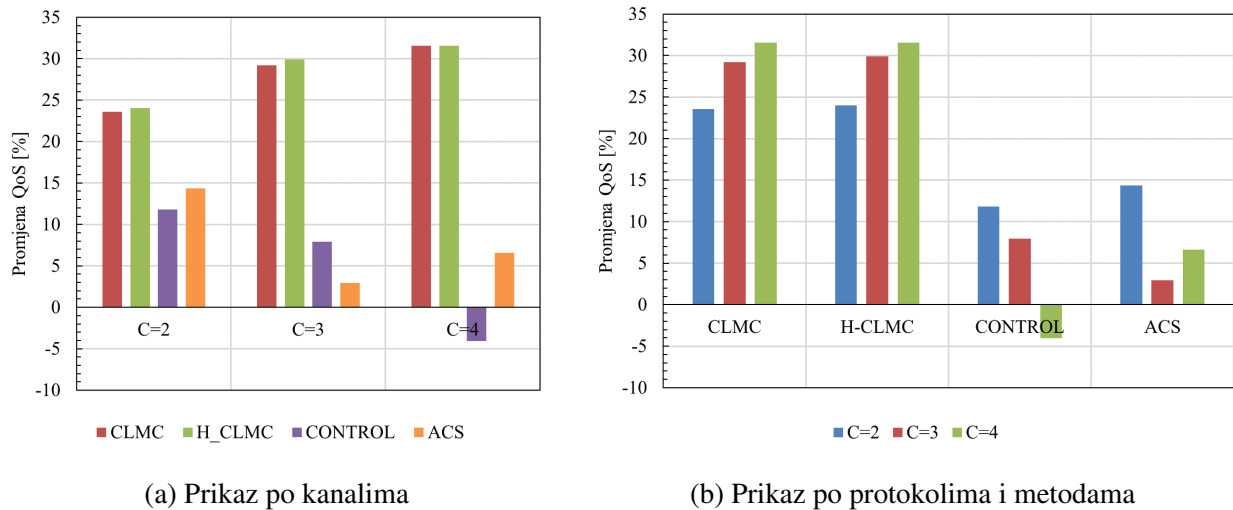 Promjena QoS [%]
35
30
25
20
15
10
5
0
-5
-10
C=2 C=3 C=4
CLMC H_CLMC CONTROL ACS
(a) Prikaz po kanalima
Promjena QoS [%]
35
30
25
20
15
10
5
0
-5
-10
CLMC H-CLMC CONTROL ACS
C=2 C=3 C=4
(b) Prikaz po protokolima i metodama